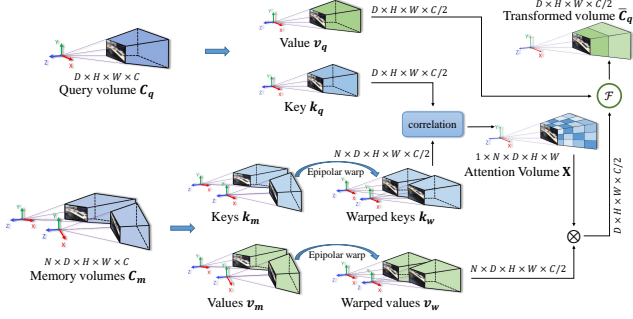 D × H × W × C/2
Transformed volume C̅q
D × H × W × C/2
Value vq
D × H × W × C
Query volume Cq
D × H × W × C/2
Key kq
correlation
ℱ
N × D × H × W × C/2
1 × N × D × H × W
Attention Volume X
D × H × W × C/2
Epipolar warp
Keys km
Warped keys kw
N × D × H × W × C
Memory volumes Cm
⊗
Epipolar warp
N × D × H × W × C/2
Values vm
Warped values vw